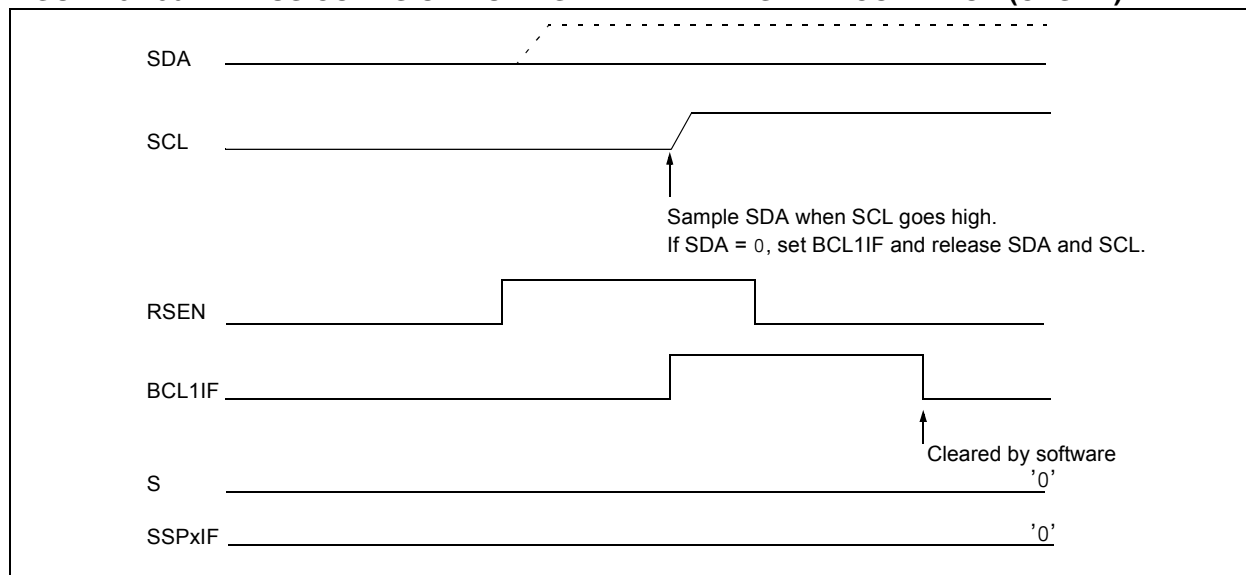 SDA
SCL
Sample SDA when SCL goes high.
If SDA = 0, set BCL1IF and release SDA and SCL.
RSEN
BCL1IF
Cleared by software
S
'0'
SSPxIF
'0'